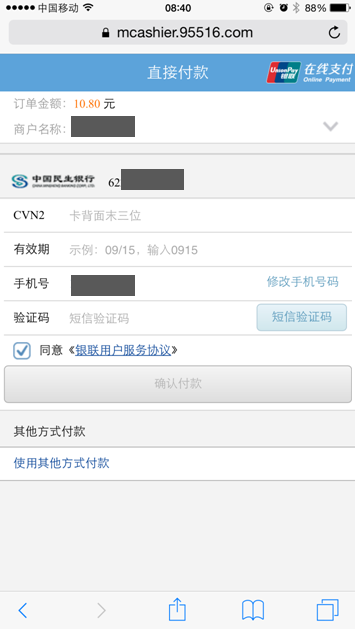 中国移动 08:40 88%
mcashier.95516.com
直接付款 UnionPay 银联 在线支付 Online Payment
订单金额: 10.80 元
商户名称:
中国民生银行 62
CHINA MINSHENG BANKING CORP., LTD.
CVN2 卡背面末三位
有效期 示例：09/15，输入0915
手机号 修改手机号码
验证码 短信验证码 短信验证码
同意《银联用户服务协议》
确认付款
其他方式付款
使用其他方式付款